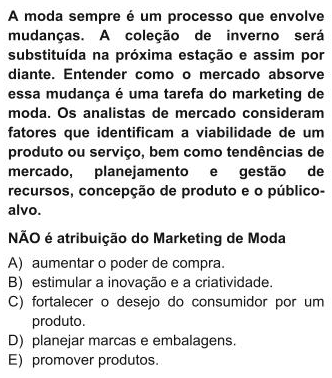 A moda sempre é um processo que envolve
mudanças. A coleção de inverno será
substituída na próxima estação e assim por
diante. Entender como o mercado absorve
essa mudança é uma tarefa do marketing de
moda. Os analistas de mercado consideram
fatores que identificam a viabilidade de um
produto ou serviço, bem como tendências de
mercado, planejamento e gestão de
recursos, concepção de produto e o público-
alvo.
NÃO é atribuição do Marketing de Moda
A) aumentar o poder de compra.
B) estimular a inovação e a criatividade.
C) fortalecer o desejo do consumidor por um
produto.
D) planejar marcas e embalagens.
E) promover produtos.